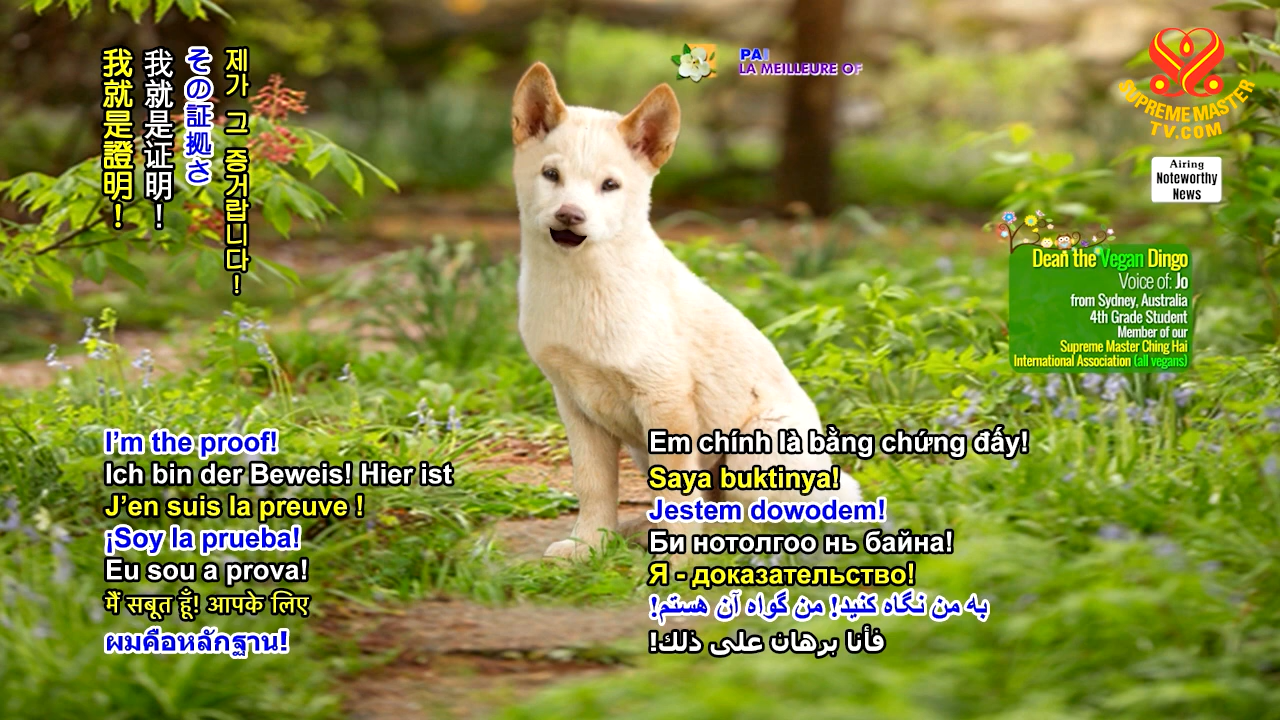 제가 그 증거랍니다!
その証拠さ
我就是证明！
我就是證明！
PAI
LA MEILLEURE OF
SUPREME MASTER
TV.COM
Airing
Noteworthy
News
Dean the Vegan Dingo
Voice of: Jo
from Sydney, Australia
4th Grade Student
Member of our
Supreme Master Ching Hai
International Association (all vegans)
I'm the proof!
Ich bin der Beweis! Hier ist
J'en suis la preuve !
¡Soy la prueba!
Eu sou a prova!
मैं सबूत हूँ! आपके लिए
ผมคือหลักฐาน!
Em chính là bằng chứng đấy!
Saya buktinya!
Jestem dowodem!
Би нотолгоо нь байна!
Я - доказательство!
به من نگاه کنید! من گواه آن هستم!
فأنا برهان على ذلك!